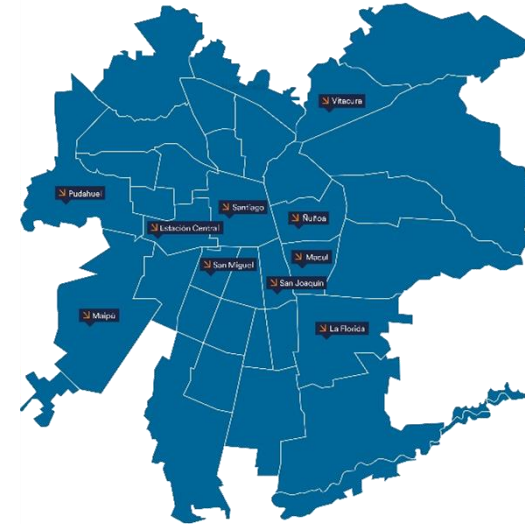 Vitacura
Pudahuel
Santiago
Ñuñoa
Estación Central
Macul
San Miguel
San Joaquín
Maipú
La Florida